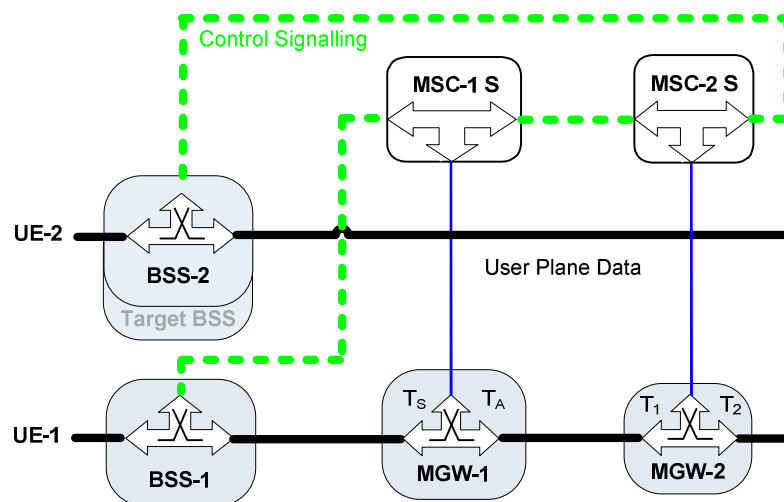 Control Signalling
MSC-1 S
MSC-2 S
UE-2
BSS-2
User Plane Data
Target BSS
TS
TA
T1
T2
UE-1
BSS-1
MGW-1
MGW-2